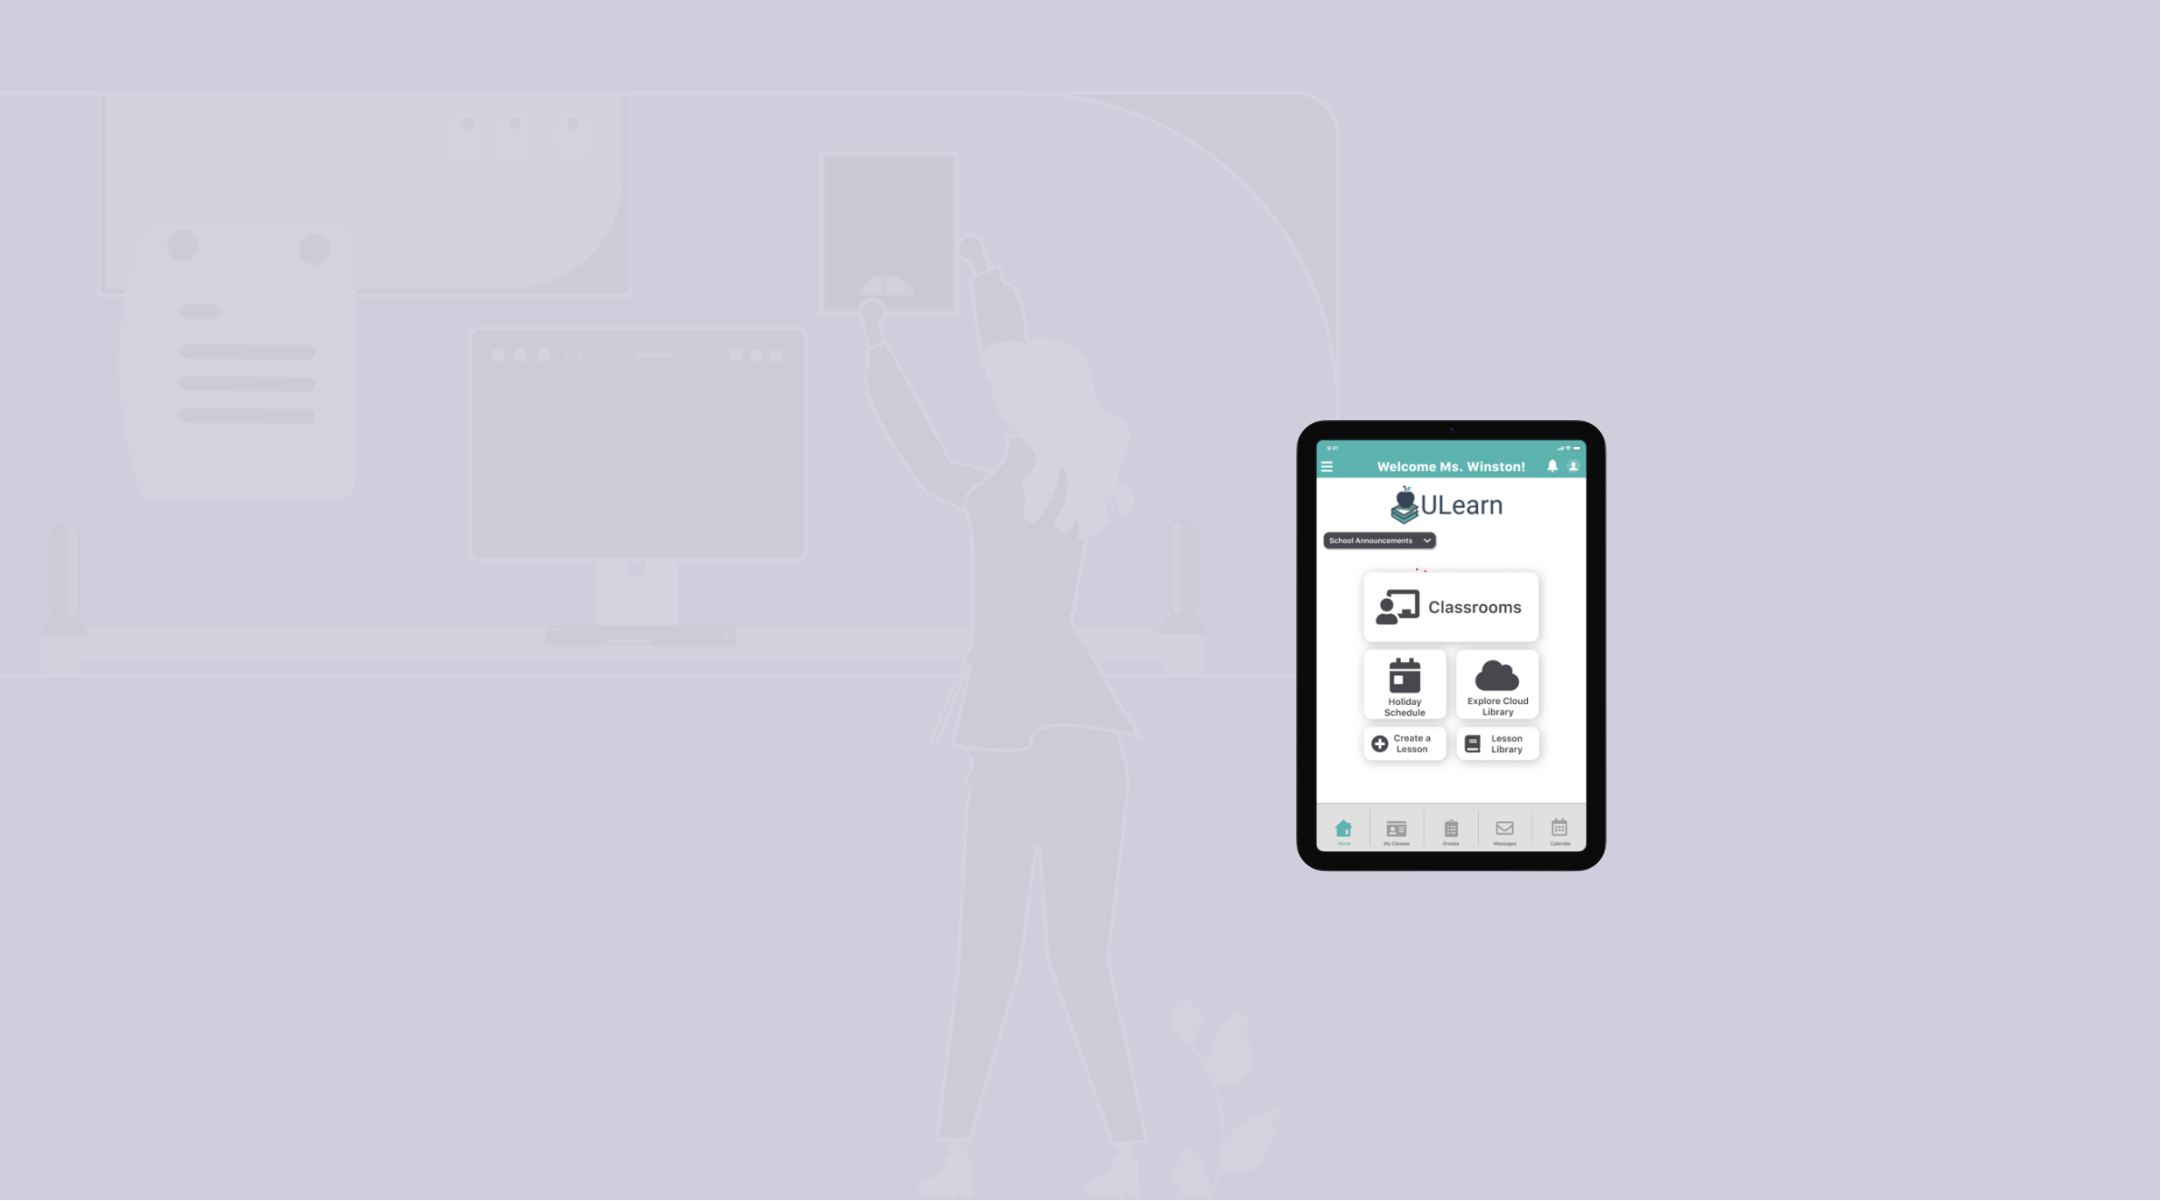 9:41
Welcome Ms. Winston!
ULearn
School Announcements
Classrooms
Holiday
Schedule
Explore Cloud
Library
Create a
Lesson
Lesson
Library
Home
My Classes
Grades
Messages
Calendar